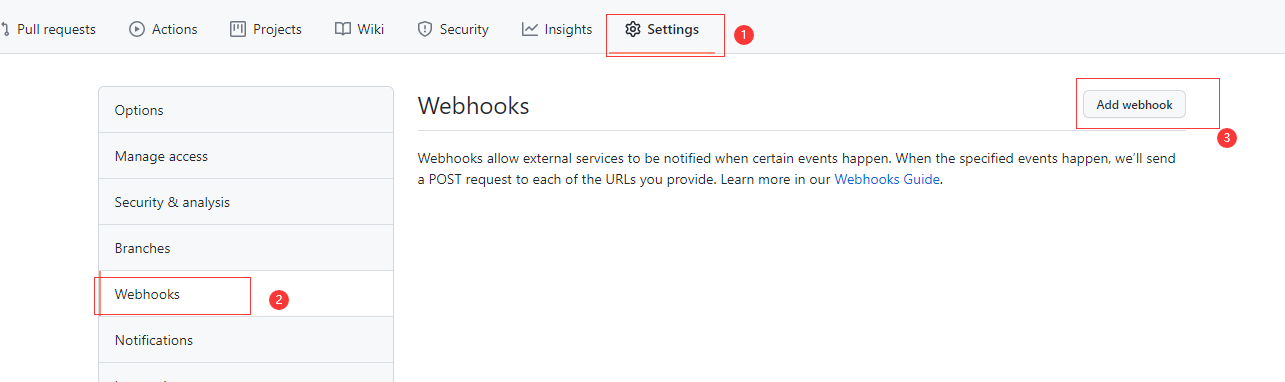 Pull requests Actions Projects Wiki Security Insights Settings 1
Options
Manage access
Security & analysis
Branches
Webhooks 2
Notifications
Webhooks
Add webhook 3
Webhooks allow external services to be notified when certain events happen. When the specified events happen, we’ll send
a POST request to each of the URLs you provide. Learn more in our Webhooks Guide.